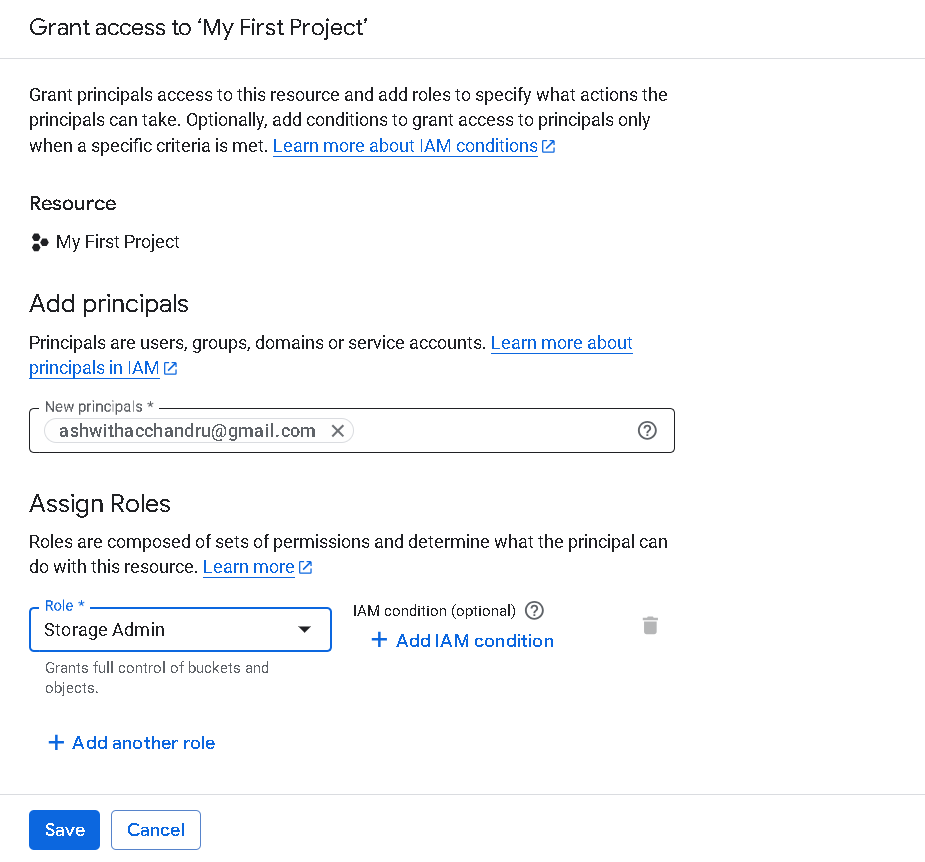 Grant access to ‘My First Project’
Grant principals access to this resource and add roles to specify what actions the
principals can take. Optionally, add conditions to grant access to principals only
when a specific criteria is met. Learn more about IAM conditions
Resource
My First Project
Add principals
Principals are users, groups, domains or service accounts. Learn more about
principals in IAM
New principals *
ashwithacchandru@gmail.com
Assign Roles
Roles are composed of sets of permissions and determine what the principal can
do with this resource. Learn more
Role *
Storage Admin
Grants full control of buckets and
objects.
IAM condition (optional)
+ Add IAM condition
+ Add another role
Save
Cancel